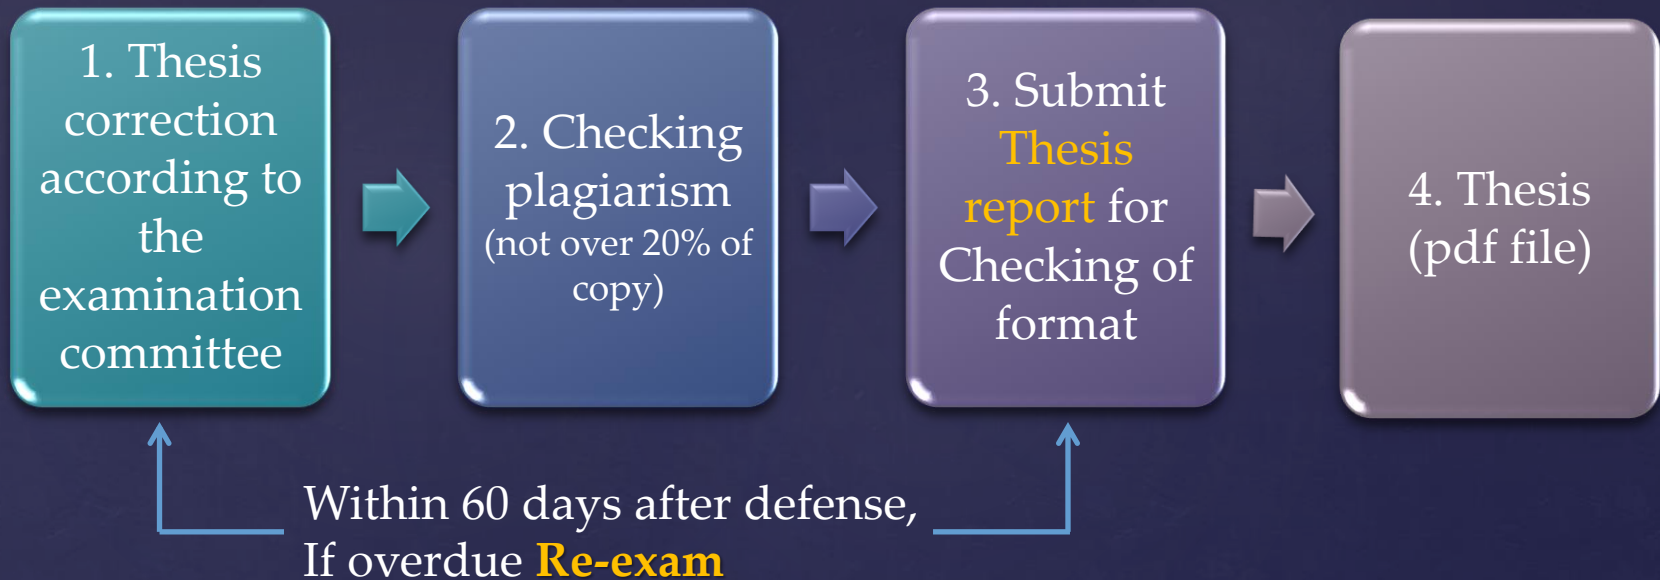 1. Thesis
correction
according to
the
examination
committee
2. Checking
plagiarism
(not over 20% of
copy)
3. Submit
Thesis
report for
Checking of
format
4. Thesis
(pdf file)
Within 60 days after defense,
If overdue Re-exam